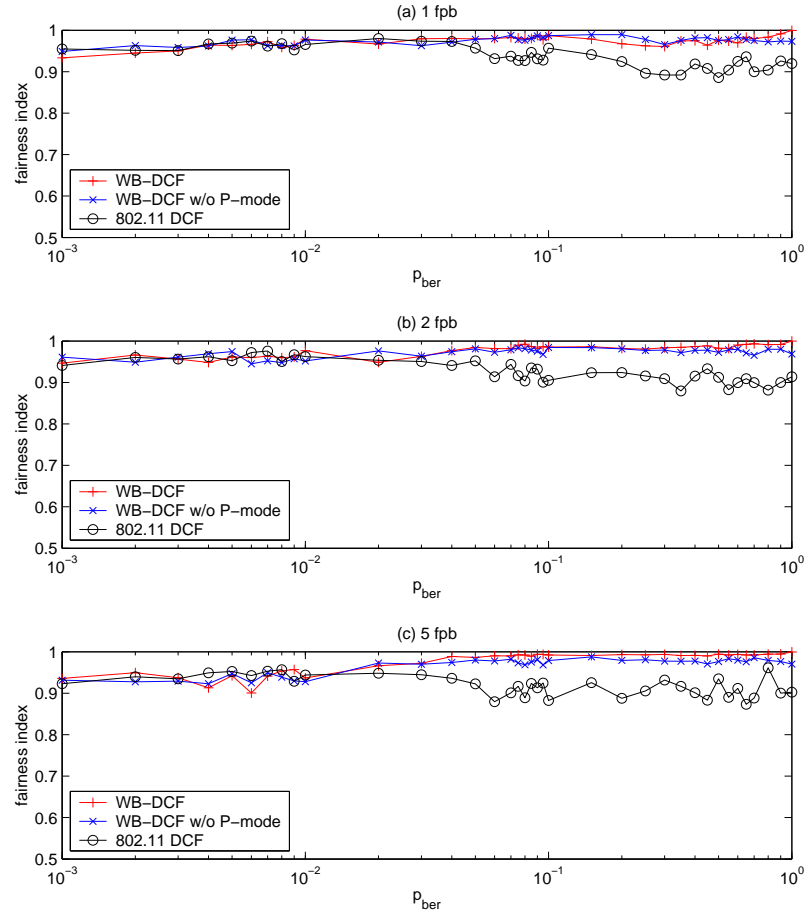 (a) 1 fpb
1
0.9
0.8
0.7
0.6
0.5
fairness index
WB−DCF
WB−DCF w/o P−mode
802.11 DCF
10^−3
10^−2
10^−1
10^0
p_ber
(b) 2 fpb
1
0.9
0.8
0.7
0.6
0.5
fairness index
WB−DCF
WB−DCF w/o P−mode
802.11 DCF
10^−3
10^−2
10^−1
10^0
p_ber
(c) 5 fpb
1
0.9
0.8
0.7
0.6
0.5
fairness index
WB−DCF
WB−DCF w/o P−mode
802.11 DCF
10^−3
10^−2
10^−1
10^0
p_ber